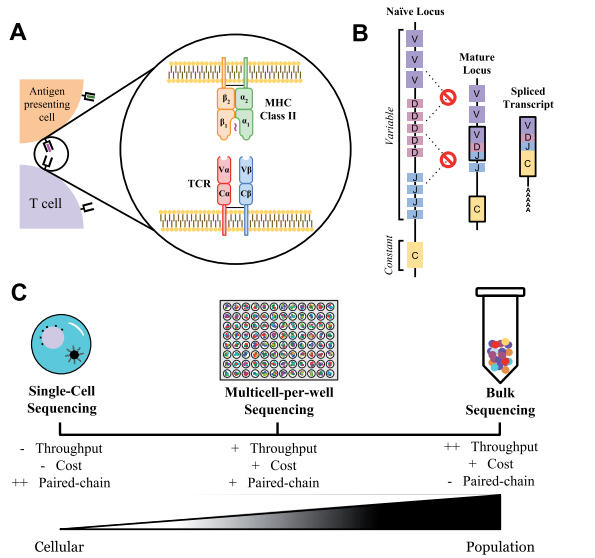 A
Antigen
presenting
cell
T cell
β2
α2
β1
α1
MHC
Class II
TCR
Vα
Vβ
Cα
Cβ
B
Naïve Locus
Variable
Constant
V
V
V
D
D
D
D
D
J
J
J
J
C
Mature
Locus
V
V
V
D
J
J
C
Spliced
Transcript
V
D
J
C
AAAAA
C
Single-Cell
Sequencing
Multicell-per-well
Sequencing
Bulk
Sequencing
- Throughput
- Cost
++ Paired-chain
+ Throughput
+ Cost
+ Paired-chain
++ Throughput
+ Cost
- Paired-chain
Cellular
Population